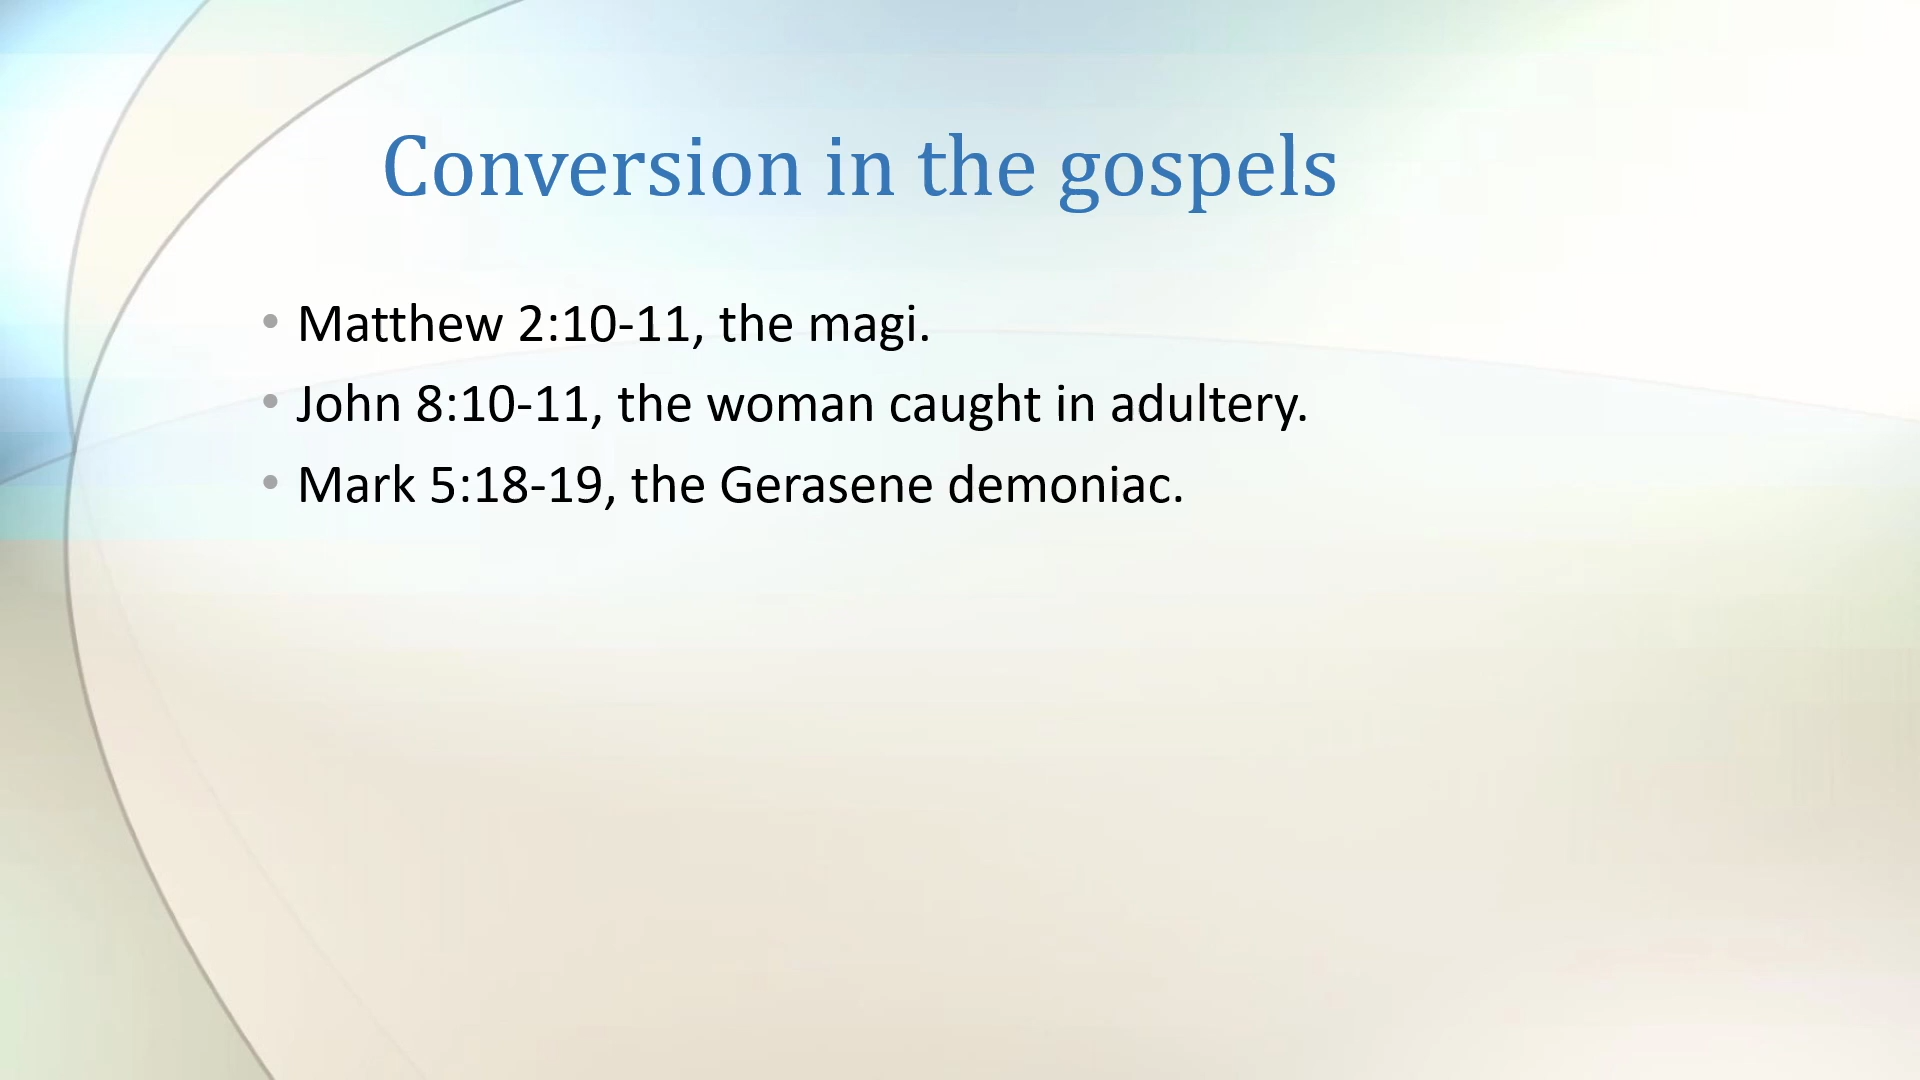 Conversion in the gospels
• Matthew 2:10-11, the magi.
• John 8:10-11, the woman caught in adultery.
• Mark 5:18-19, the Gerasene demoniac.